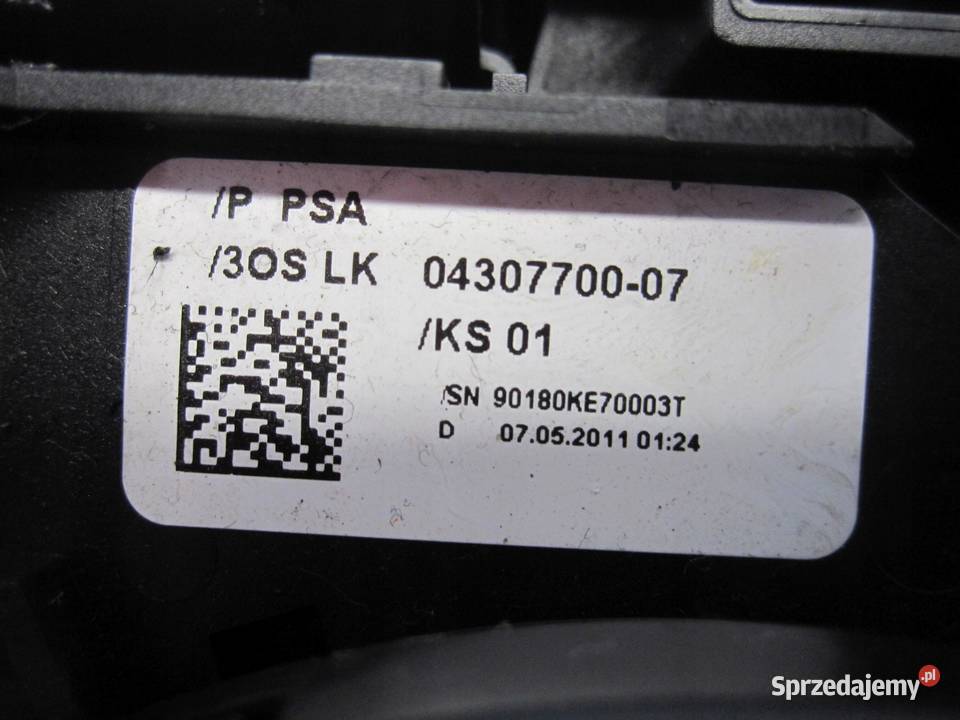 /P PSA
/3OS LK 04307700-07
/KS 01
/SN 90180KE70003T
D 07.05.2011 01:24
Sprzedajemy.pl